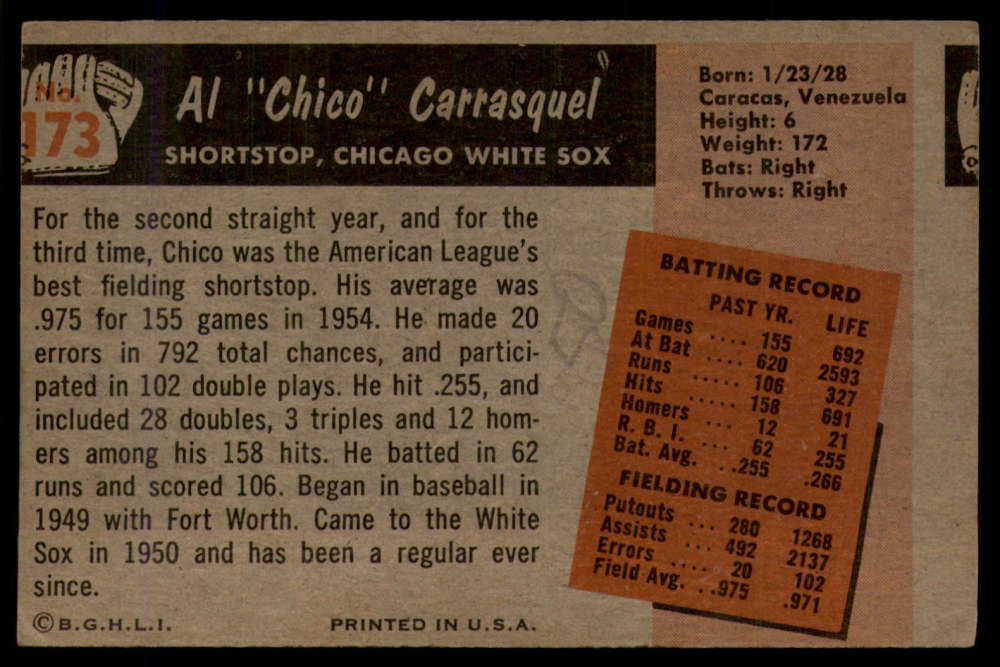 No.
173
Al "Chico" Carrasquel
SHORTSTOP, CHICAGO WHITE SOX
Born: 1/23/28
Caracas, Venezuela
Height: 6
Weight: 172
Bats: Right
Throws: Right
For the second straight year, and for the
third time, Chico was the American League's
best fielding shortstop. His average was
.975 for 155 games in 1954. He made 20
errors in 792 total chances, and partici-
pated in 102 double plays. He hit .255, and
included 28 doubles, 3 triples and 12 hom-
ers among his 158 hits. He batted in 62
runs and scored 106. Began in baseball in
1949 with Fort Worth. Came to the White
Sox in 1950 and has been a regular ever
since.
BATTING RECORD
PAST YR. LIFE
Games .... 155 692
At Bat .... 620 2593
Runs ..... 106 327
Hits ..... 158 691
Homers ... 12 21
R. B. I. ... 62 255
Bat. Avg. ..255 .266
FIELDING RECORD
Putouts ... 280 1268
Assists ... 492 2137
Errors .... 20 102
Field Avg. ..975 .971
©B.G.H.L.I. PRINTED IN U.S.A.